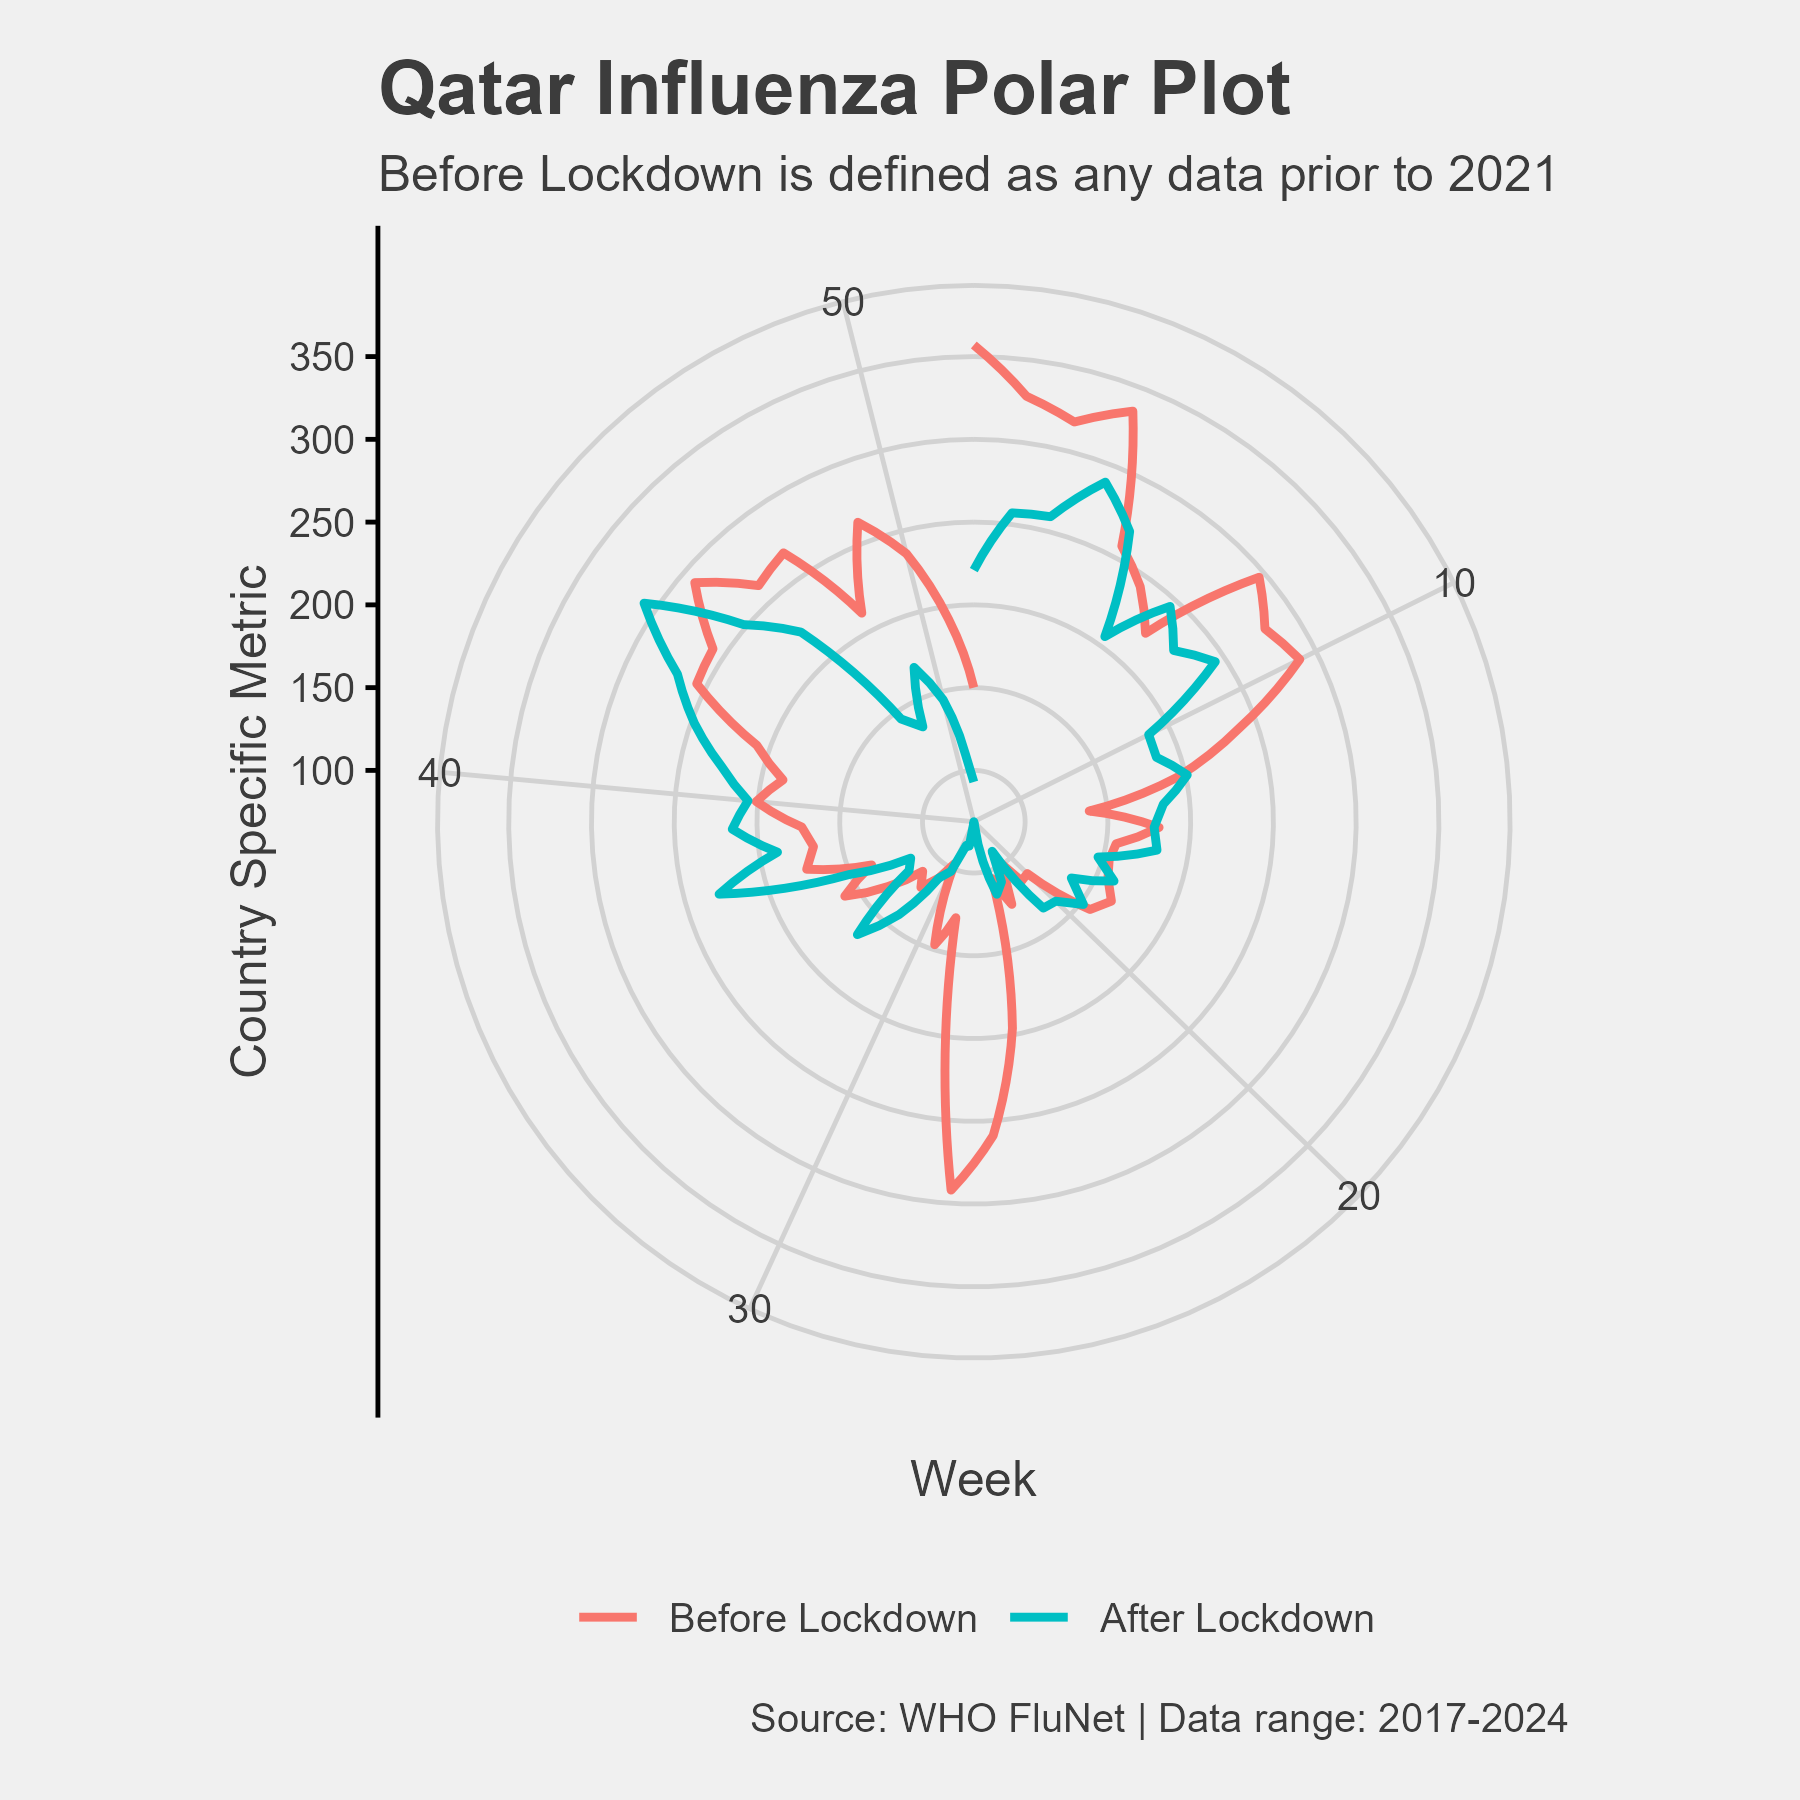 Qatar Influenza Polar Plot
Before Lockdown is defined as any data prior to 2021
Country Specific Metric
350
300
250
200
150
100
50
10
20
30
40
Week
Before Lockdown
After Lockdown
Source: WHO FluNet | Data range: 2017-2024